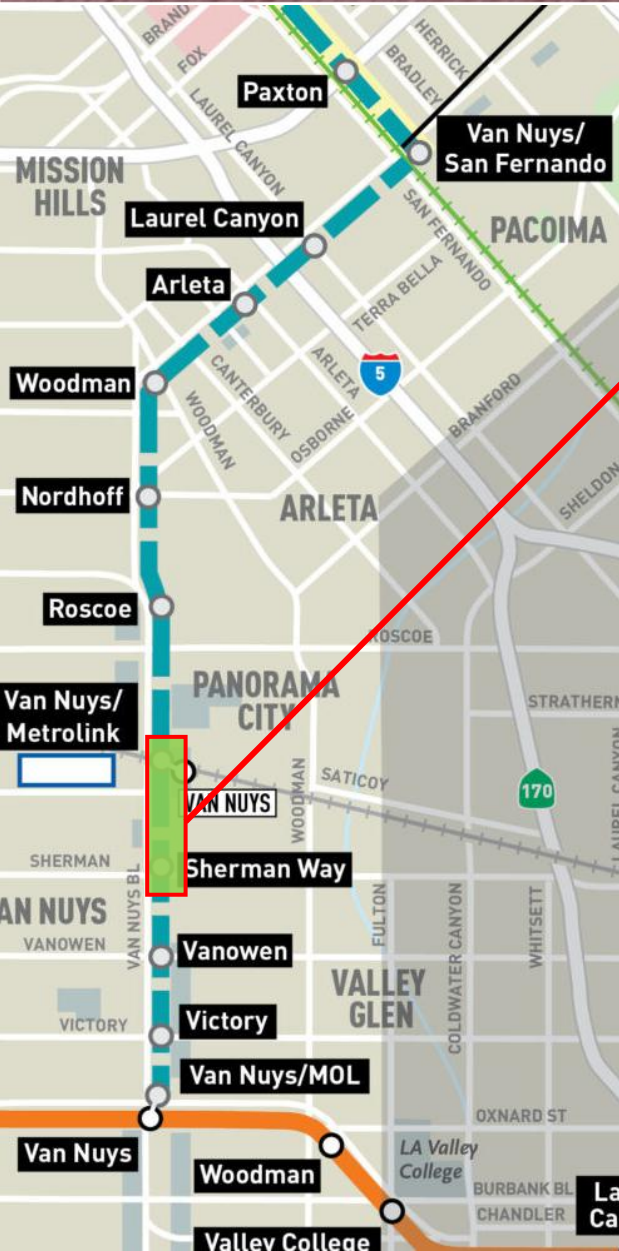 BRAND
FOX
HERRICK
BRADLEY
Paxton
Van Nuys/
San Fernando
LAUREL CANYON
MISSION
HILLS
Laurel Canyon
SAN FERNANDO
PACOIMA
Arleta
TERRA BELLA
Woodman
ARLETA
5
CANTERBURY
WOODMAN
OSBORNE
BRANFORD
Nordhoff
ARLETA
SHELDON
Roscoe
ROSCOE
PANORAMA
CITY
Van Nuys/
Metrolink
STRATHERN
SATICOY
170
VAN NUYS
WOODMAN
LAUREL CANYON
SHERMAN
Sherman Way
VAN NUYS BL
AN NUYS
VANOWEN
Vanowen
FULTON
COLDWATER CANYON
WHITSETT
VALLEY
GLEN
VICTORY
Victory
Van Nuys/MOL
OXNARD ST
Van Nuys
Woodman
LA Valley
College
BURBANK BL
CHANDLER
La
Ca
Valley College